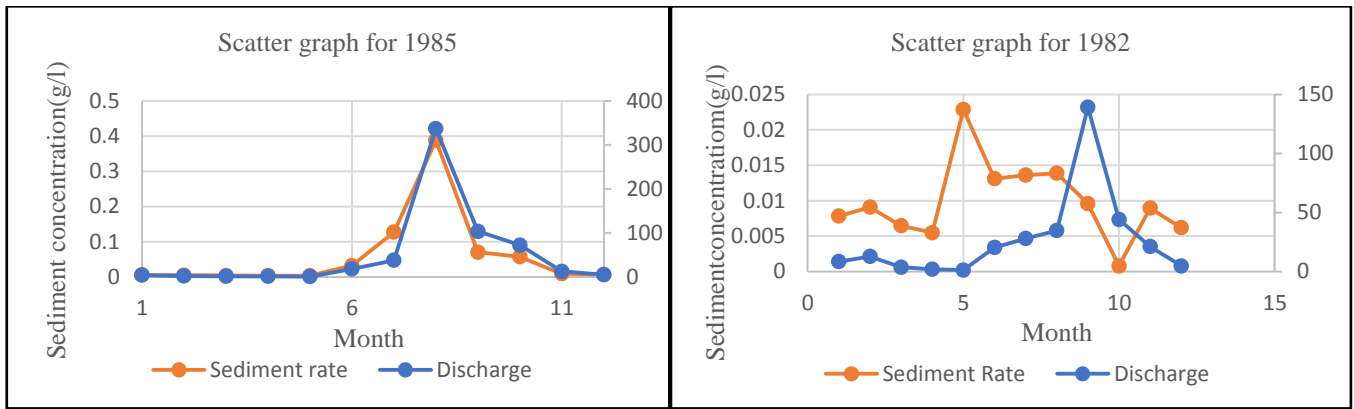 Scatter graph for 1985
Sediment concentration(g/l)
0.5
0.4
0.3
0.2
0.1
0
400
300
200
100
0
1 6 11
Month
Sediment rate Discharge
Scatter graph for 1982
Sedimentconcentratiom(g/l)
0.025
0.02
0.015
0.01
0.005
0
150
100
50
0
0 5 10 15
Month
Sediment Rate Discharge